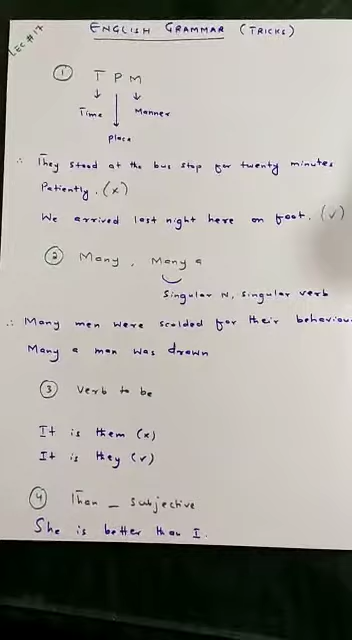 LEC #17
ENGLISH GRAMMAR (TRICKS)
① T P M
Time Manner
Place
∴ They stood at the bus stop for twenty minutes
Patiently. (x)
We arrived last night here on foot. (✓)
② Many, Many a
Singular N, singular verb
∴ Many men were scolded for their behaviour
Many a man was drawn
③ Verb to be
It is them (x)
It is they (✓)
④ Than _ subjective
She is better than I.